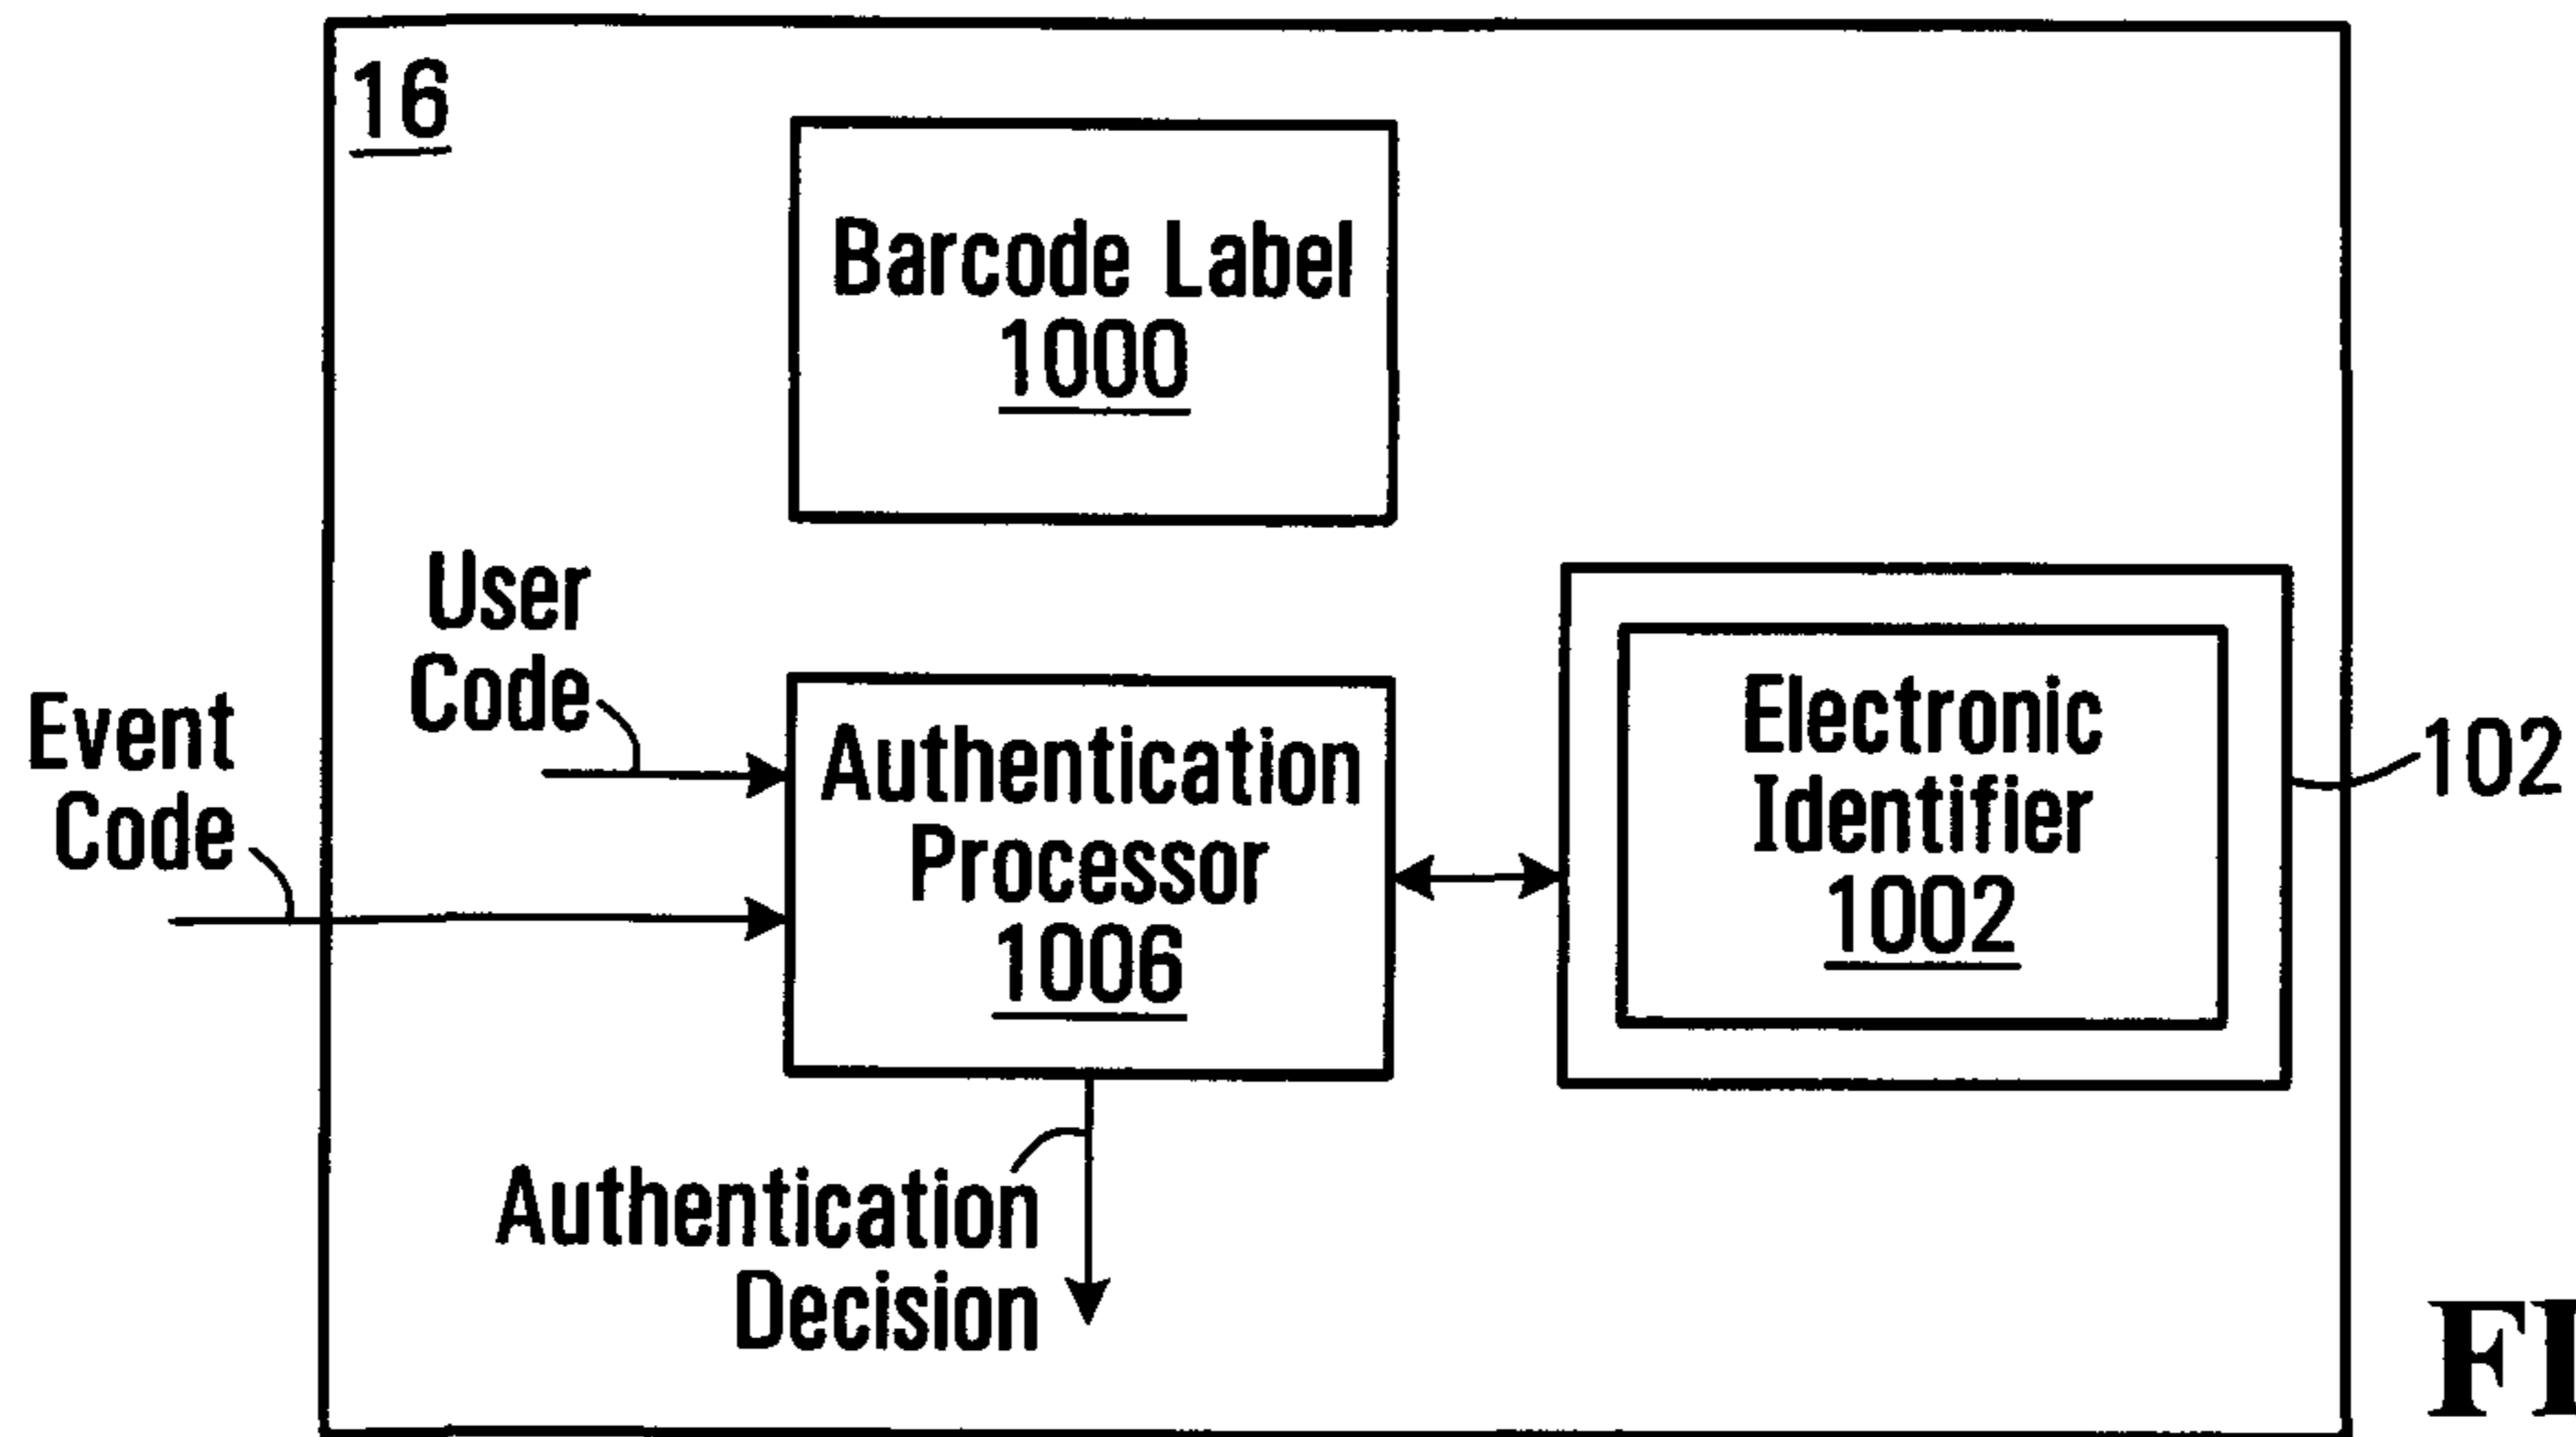 16
Barcode Label
1000
User
Code
Event
Code
Authentication
Processor
1006
Electronic
Identifier
1002
102
Authentication
Decision